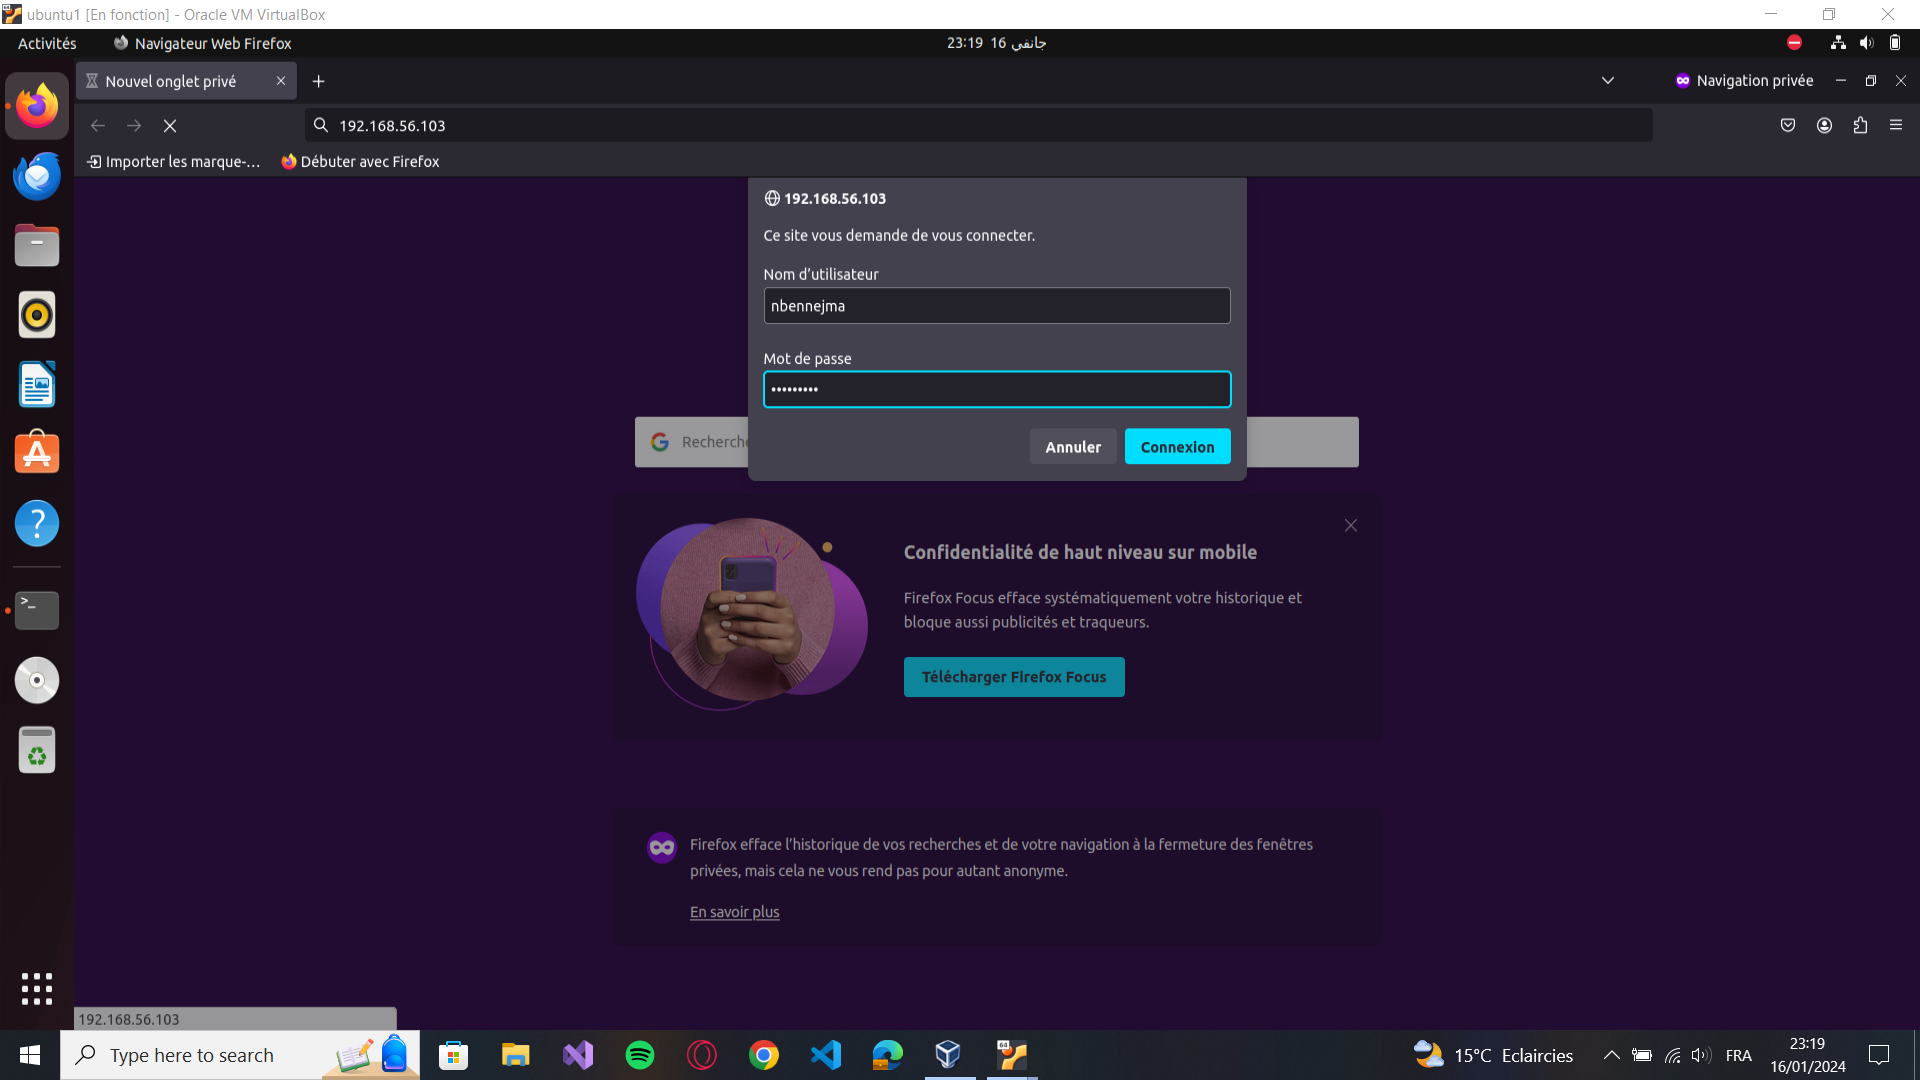 ubuntu1 [En fonction] - Oracle VM VirtualBox
Activités
Navigateur Web Firefox
23:19 16 جانفي
Nouvel onglet privé
Navigation privée
192.168.56.103
Importer les marque-…
Débuter avec Firefox
192.168.56.103
Ce site vous demande de vous connecter.
Nom d’utilisateur
nbennejma
Mot de passe
•••••••••
Annuler
Connexion
Recherche
Confidentialité de haut niveau sur mobile
Firefox Focus efface systématiquement votre historique et
bloque aussi publicités et traqueurs.
Télécharger Firefox Focus
Firefox efface l’historique de vos recherches et de votre navigation à la fermeture des fenêtres
privées, mais cela ne vous rend pas pour autant anonyme.
En savoir plus
192.168.56.103
Type here to search
64
15°C Eclaircies
FRA
23:19
16/01/2024